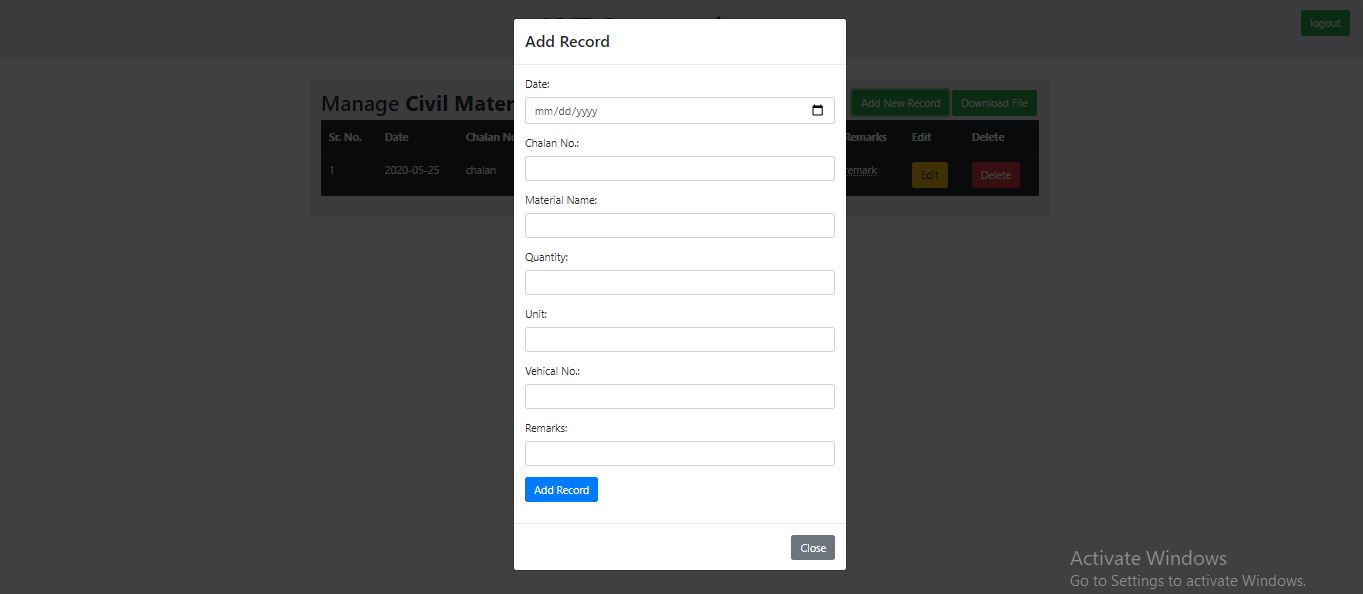 logout
Add Record
Date:
mm/dd/yyyy
Chalan No.:
Material Name:
Quantity:
Unit:
Vehical No.:
Remarks:
Add Record
Close
Manage Civil
Add New Record Download File
Sr. No. Date Chalan Remarks Edit Delete
1 2020-05-25 chalan remark Edit Delete
Activate Windows
Go to Settings to activate Windows.